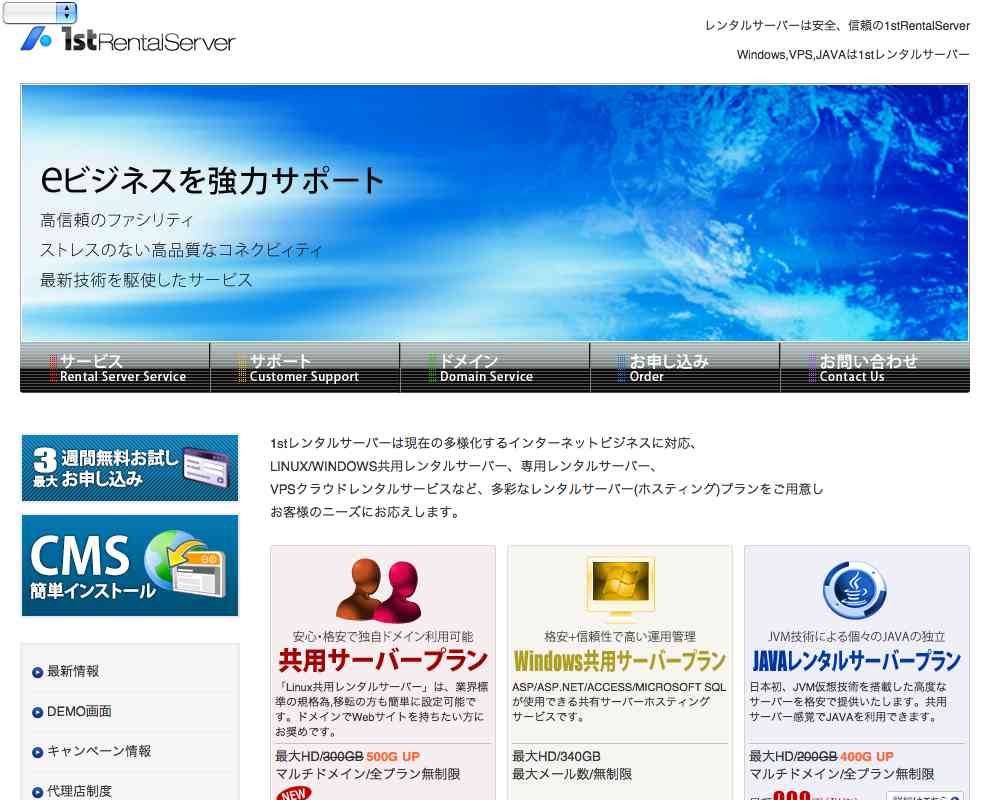 1stRentalServer
レンタルサーバーは安全、信頼の1stRentalServer
Windows,VPS,JAVAは1stレンタルサーバー
eビジネスを強力サポート
高信頼のファシリティ
ストレスのない高品質なコネクビィティ
最新技術を駆使したサービス
サービス
Rental Server Service
サポート
Customer Support
ドメイン
Domain Service
お申し込み
Order
お問い合わせ
Contact Us
3週間無料お試し
最大お申し込み
CMS
簡単インストール
最新情報
DEMO画面
キャンペーン情報
代理店制度
1stレンタルサーバーは現在の多様化するインターネットビジネスに対応、
LINUX/WINDOWS共用レンタルサーバー、専用レンタルサーバー、
VPSクラウドレンタルサービスなど、多彩なレンタルサーバー(ホスティング)プランをご用意し
お客様のニーズにお応えします。
安心・格安で独自ドメイン利用可能
共用サーバープラン
「Linux共用レンタルサーバー」は、業界標
準の規格為,移転の方も簡単に設定可能で
す。ドメインでWebサイトを持ちたい方に
お奨めです。
最大HD/300GB 500G UP
マルチドメイン/全プラン無制限
NEW
格安+信頼性で高い運用管理
Windows共用サーバープラン
ASP/ASP.NET/ACCESS/MICROSOFT SQL
が使用できる共有サーバーホスティング
サービスです。
最大HD/340GB
最大メール数/無制限
JVM技術による個々のJAVAの独立
JAVAレンタルサーバープラン
日本初、JVM仮想技術を搭載した高度な
サーバーを格安で提供いたします。共用
サーバー感覚でJAVAを利用できます。
最大HD/200GB 400G UP
マルチドメイン/全プラン無制限